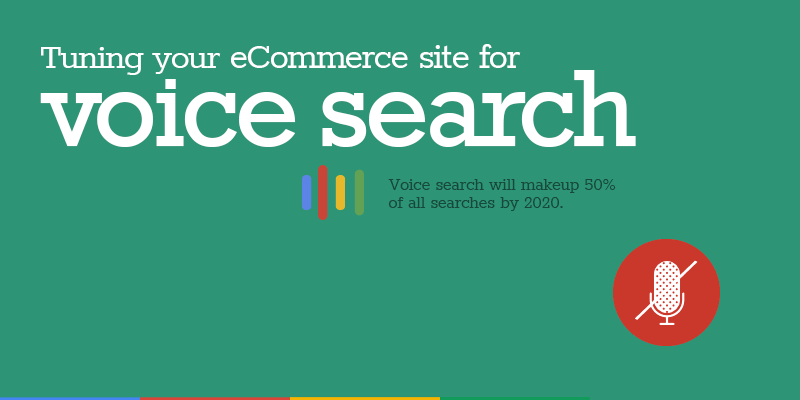 Tuning your eCommerce site for
voice search
Voice search will makeup 50%
of all searches by 2020.